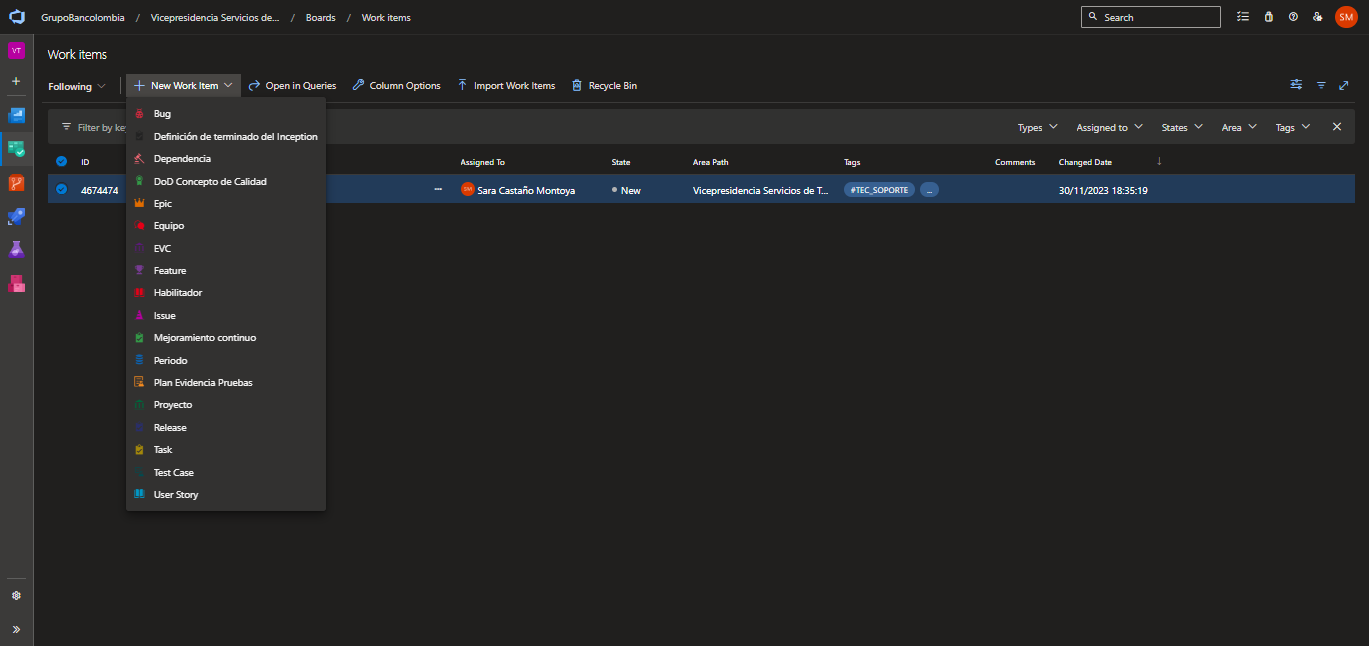 GrupoBancolombia / Vicepresidencia Servicios de... / Boards / Work items
Search
SM
VT
Work items
Following
New Work Item
Open in Queries
Column Options
Import Work Items
Recycle Bin
Filter by ke
Types
Assigned to
States
Area
Tags
ID
Assigned To
State
Area Path
Tags
Comments
Changed Date
4674474
...
SM
Sara Castaño Montoya
New
Vicepresidencia Servicios de T...
#TEC_SOPORTE
...
30/11/2023 18:35:19
Bug
Definición de terminado del Inception
Dependencia
DoD Concepto de Calidad
Epic
Equipo
EVC
Feature
Habilitador
Issue
Mejoramiento continuo
Periodo
Plan Evidencia Pruebas
Proyecto
Release
Task
Test Case
User Story